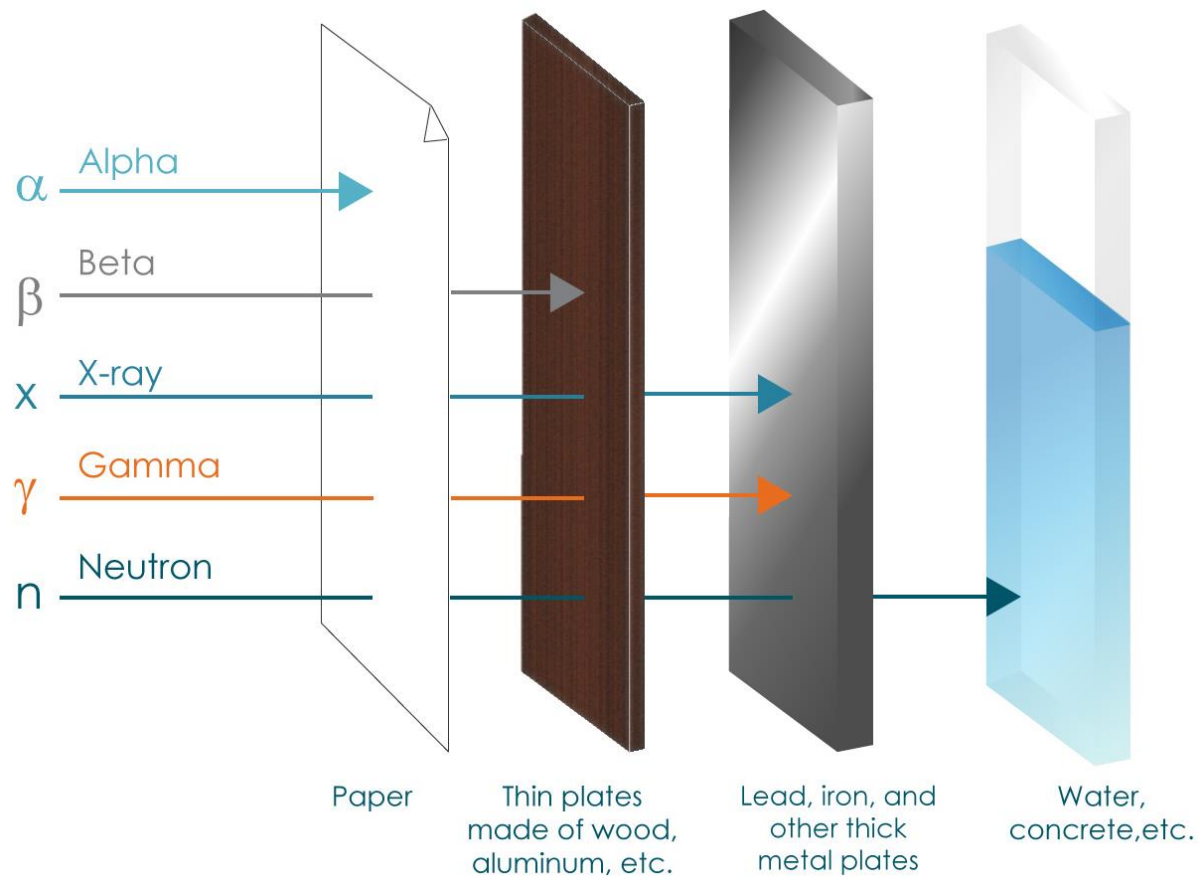 α Alpha
β Beta
x X-ray
γ Gamma
n Neutron
Paper
Thin plates
made of wood,
aluminum, etc.
Lead, iron, and
other thick
metal plates
Water,
concrete,etc.